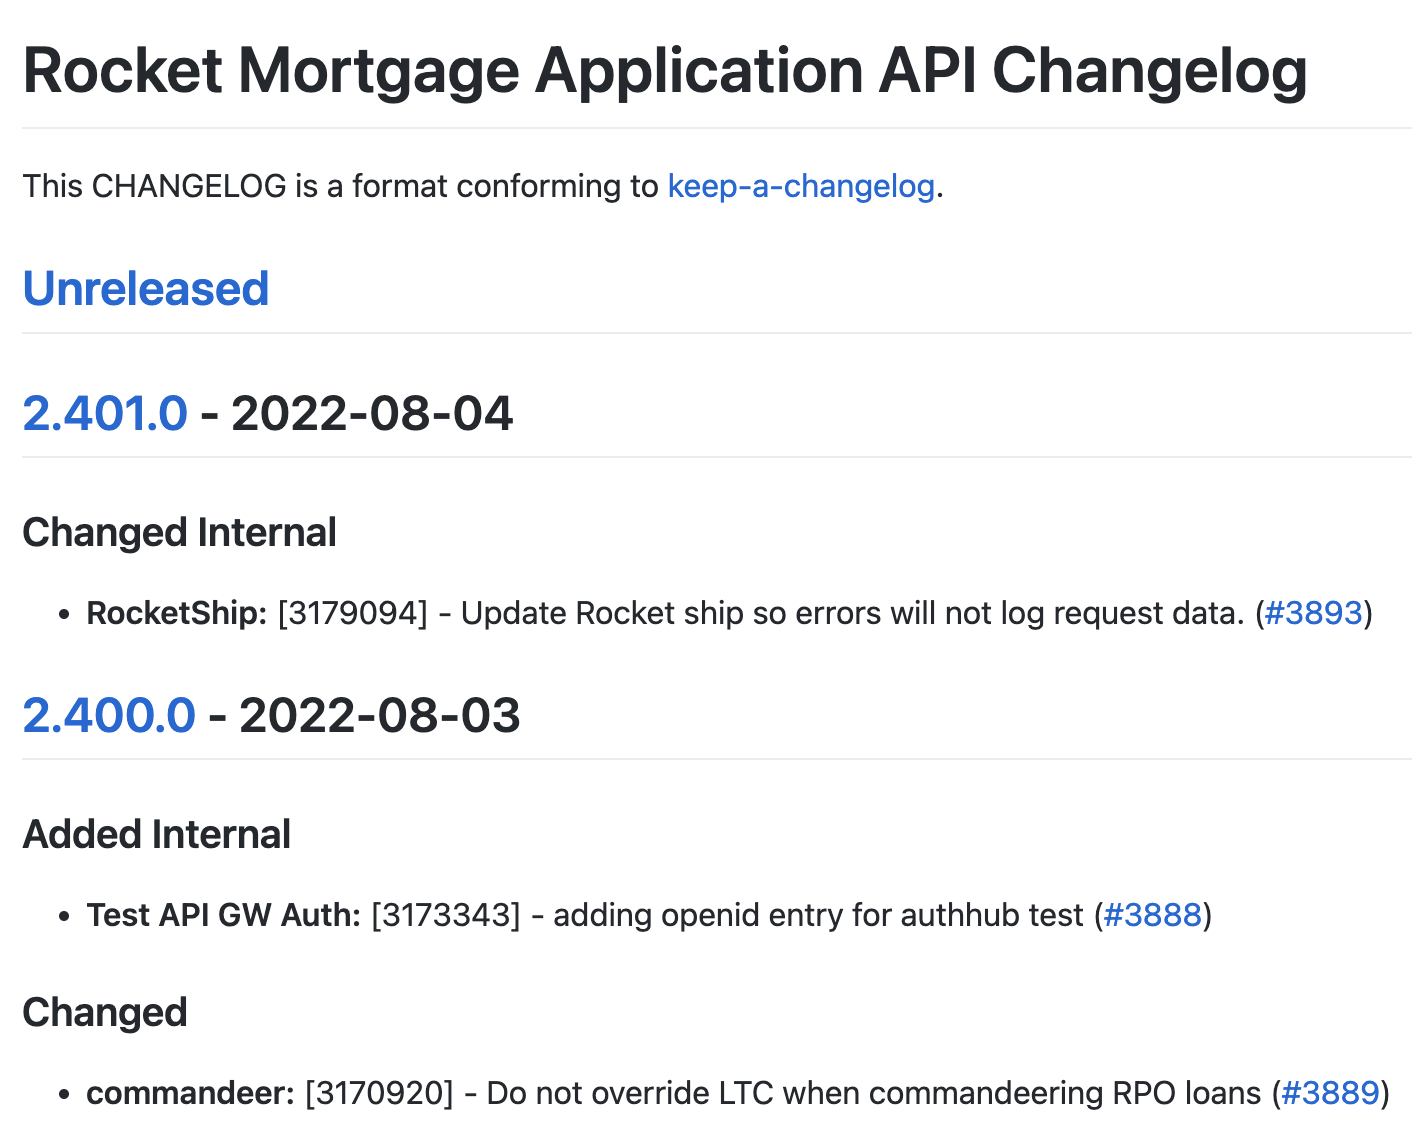 Rocket Mortgage Application API Changelog
This CHANGELOG is a format conforming to keep-a-changelog.
Unreleased
2.401.0 - 2022-08-04
Changed Internal
• RocketShip: [3179094] - Update Rocket ship so errors will not log request data. (#3893)
2.400.0 - 2022-08-03
Added Internal
• Test API GW Auth: [3173343] - adding openid entry for authhub test (#3888)
Changed
• commandeer: [3170920] - Do not override LTC when commandeering RPO loans (#3889)